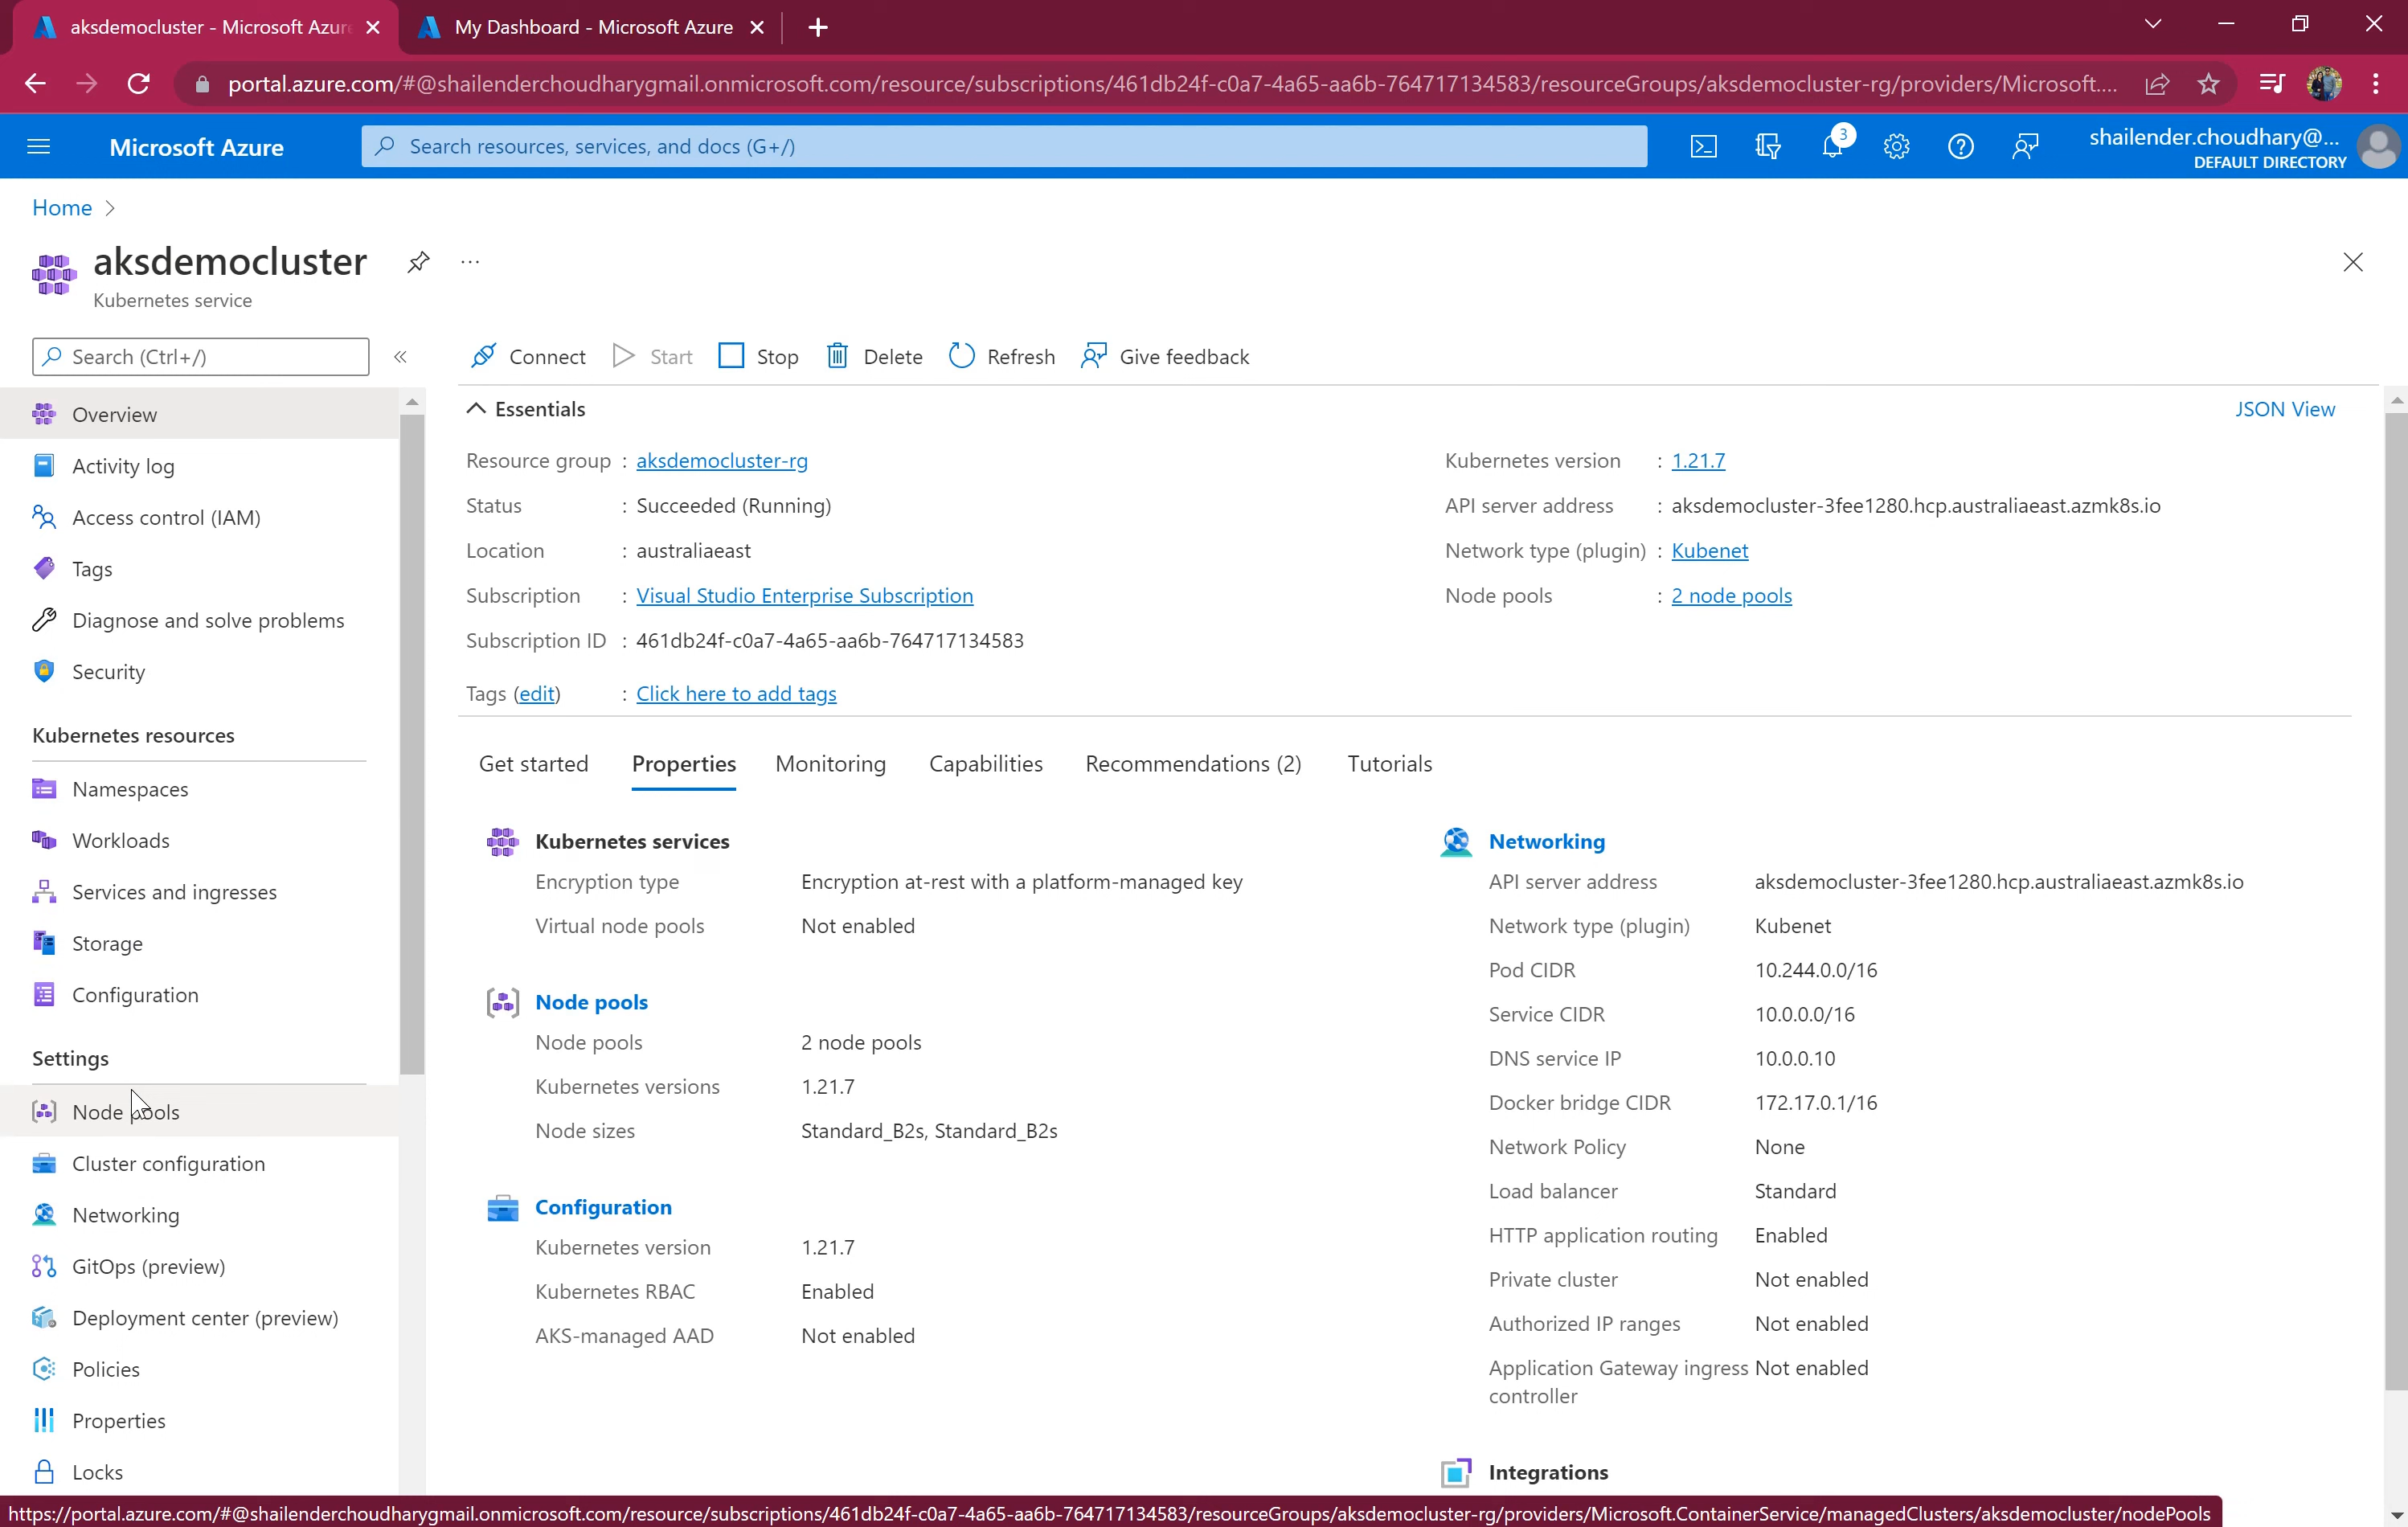 aksdemocluster - Microsoft Azure
My Dashboard - Microsoft Azure
portal.azure.com/#@shailenderchoudharygmail.onmicrosoft.com/resource/subscriptions/461db24f-c0a7-4a65-aa6b-764717134583/resourceGroups/aksdemocluster-rg/providers/Microsoft....
Microsoft Azure
Search resources, services, and docs (G+/)
3
shailender.choudhary@...
DEFAULT DIRECTORY
Home
aksdemocluster
...
Kubernetes service
Search (Ctrl+/)
«
Connect
Start
Stop
Delete
Refresh
Give feedback
Overview
Activity log
Access control (IAM)
Tags
Diagnose and solve problems
Security
Kubernetes resources
Namespaces
Workloads
Services and ingresses
Storage
Configuration
Settings
Node pools
Cluster configuration
Networking
GitOps (preview)
Deployment center (preview)
Policies
Properties
Locks
Essentials
JSON View
Resource group : aksdemocluster-rg
Status : Succeeded (Running)
Location : australiaeast
Subscription : Visual Studio Enterprise Subscription
Subscription ID : 461db24f-c0a7-4a65-aa6b-764717134583
Tags (edit) : Click here to add tags
Kubernetes version : 1.21.7
API server address : aksdemocluster-3fee1280.hcp.australiaeast.azmk8s.io
Network type (plugin) : Kubenet
Node pools : 2 node pools
Get started
Properties
Monitoring
Capabilities
Recommendations (2)
Tutorials
Kubernetes services
Encryption type Encryption at-rest with a platform-managed key
Virtual node pools Not enabled
Node pools
Node pools 2 node pools
Kubernetes versions 1.21.7
Node sizes Standard_B2s, Standard_B2s
Configuration
Kubernetes version 1.21.7
Kubernetes RBAC Enabled
AKS-managed AAD Not enabled
Networking
API server address aksdemocluster-3fee1280.hcp.australiaeast.azmk8s.io
Network type (plugin) Kubenet
Pod CIDR 10.244.0.0/16
Service CIDR 10.0.0.0/16
DNS service IP 10.0.0.10
Docker bridge CIDR 172.17.0.1/16
Network Policy None
Load balancer Standard
HTTP application routing Enabled
Private cluster Not enabled
Authorized IP ranges Not enabled
Application Gateway ingress Not enabled
controller
Integrations
https://portal.azure.com/#@shailenderchoudharygmail.onmicrosoft.com/resource/subscriptions/461db24f-c0a7-4a65-aa6b-764717134583/resourceGroups/aksdemocluster-rg/providers/Microsoft.ContainerService/managedClusters/aksdemocluster/nodePools